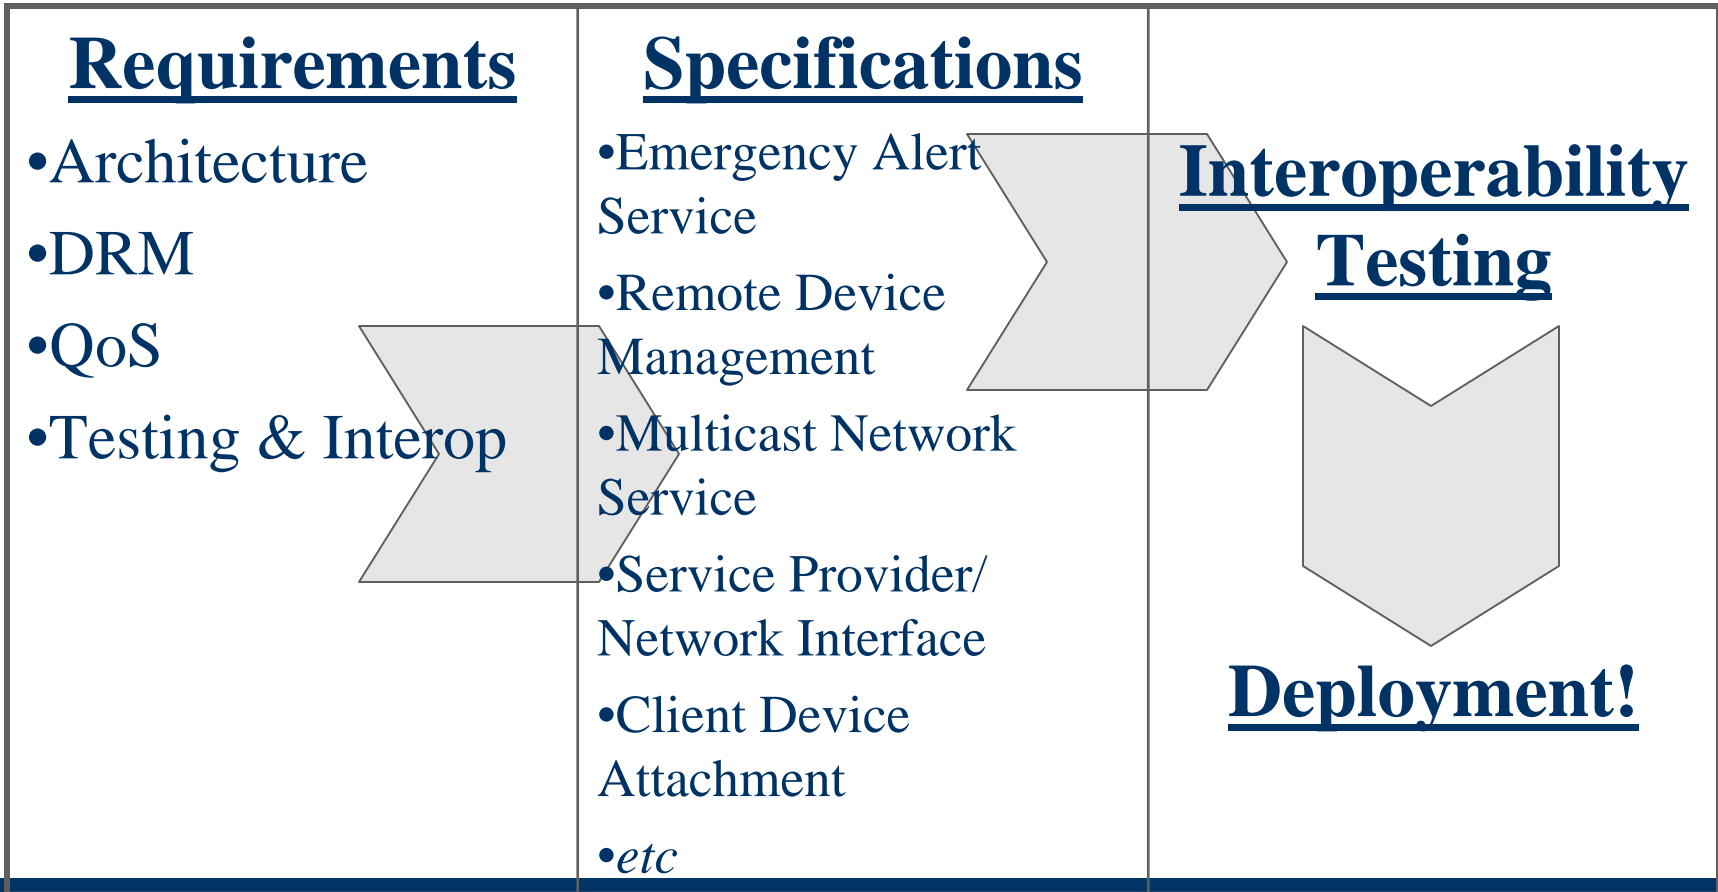 Requirements
•Architecture
•DRM
•QoS
•Testing & Interop
Specifications
•Emergency Alert
Service
•Remote Device
Management
•Multicast Network
Service
•Service Provider/
Network Interface
•Client Device
Attachment
•etc
Interoperability
Testing
Deployment!